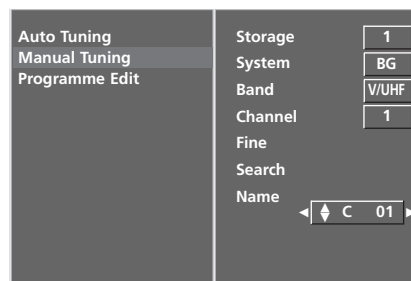 Auto Tuning
Manual Tuning
Programme Edit
Storage 1
System BG
Band V/UHF
Channel 1
Fine
Search
Name
C 01